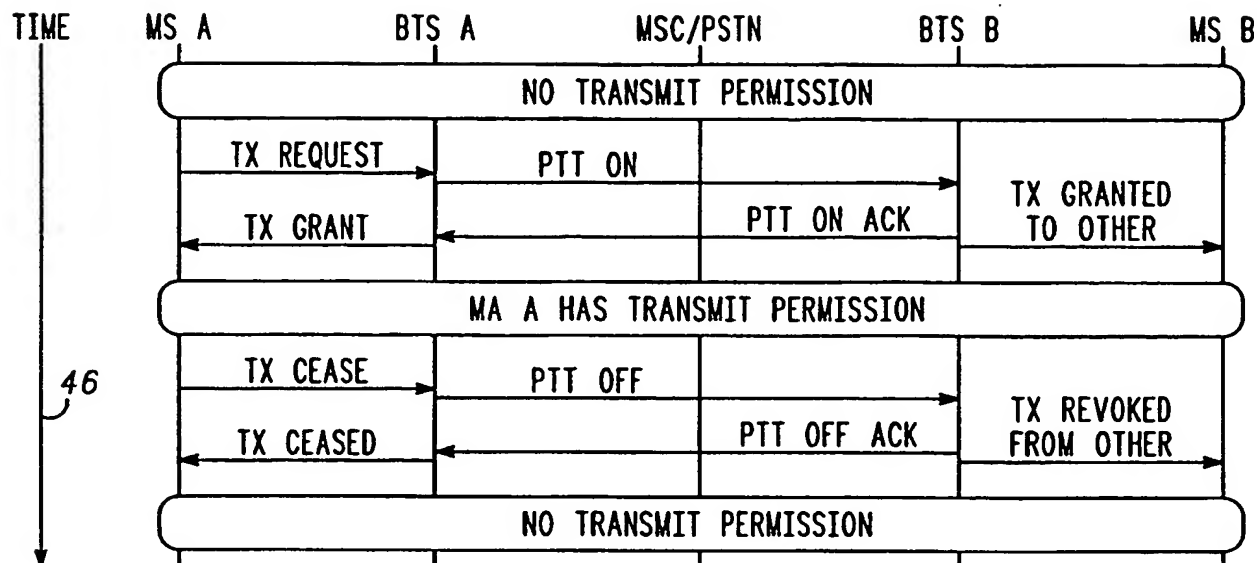 TIME MS A BTS A MSC/PSTN BTS B MS B
NO TRANSMIT PERMISSION
TX REQUEST PTT ON
TX GRANTED
TO OTHER
TX GRANT PTT ON ACK
MA A HAS TRANSMIT PERMISSION
46
TX CEASE PTT OFF
TX REVOKED
FROM OTHER
TX CEASED PTT OFF ACK
NO TRANSMIT PERMISSION